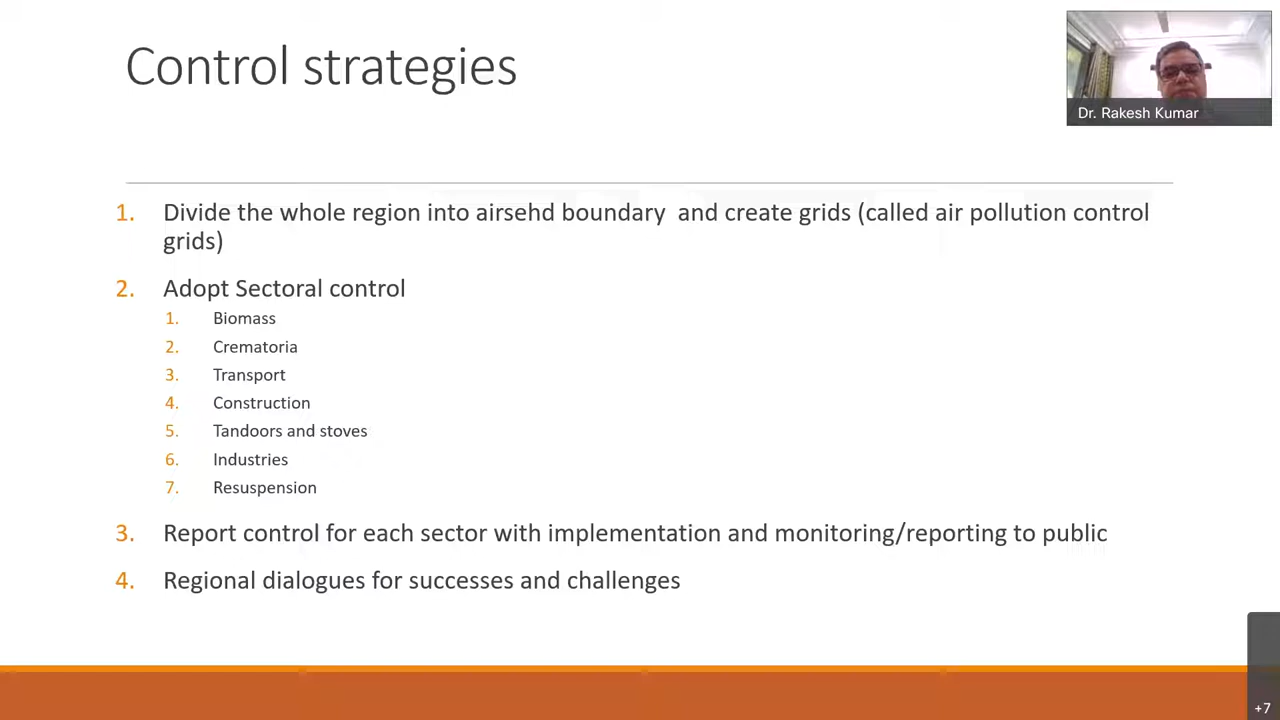 Control strategies
Dr. Rakesh Kumar
1. Divide the whole region into airsehd boundary and create grids (called air pollution control
grids)
2. Adopt Sectoral control
1. Biomass
2. Crematoria
3. Transport
4. Construction
5. Tandoors and stoves
6. Industries
7. Resuspension
3. Report control for each sector with implementation and monitoring/reporting to public
4. Regional dialogues for successes and challenges
+7